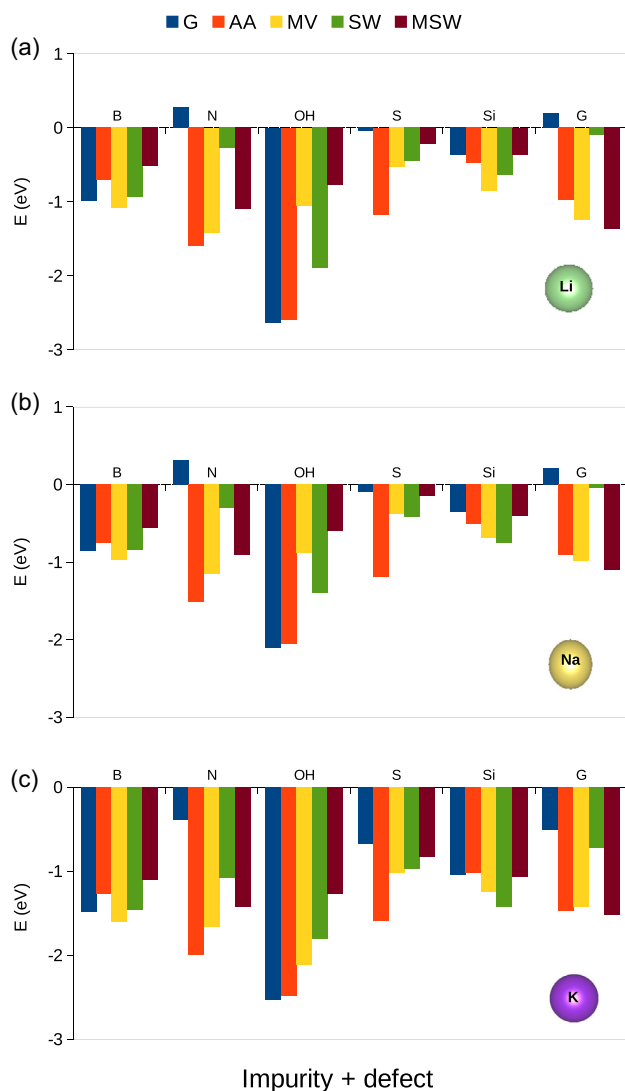 G AA MV SW MSW
(a)
1
B N OH S Si G
0
-1
E (eV)
-2
Li
-3
(b)
1
B N OH S Si G
0
-1
E (eV)
-2
Na
-3
(c)
B N OH S Si G
0
-1
E (eV)
-2
K
-3
Impurity + defect